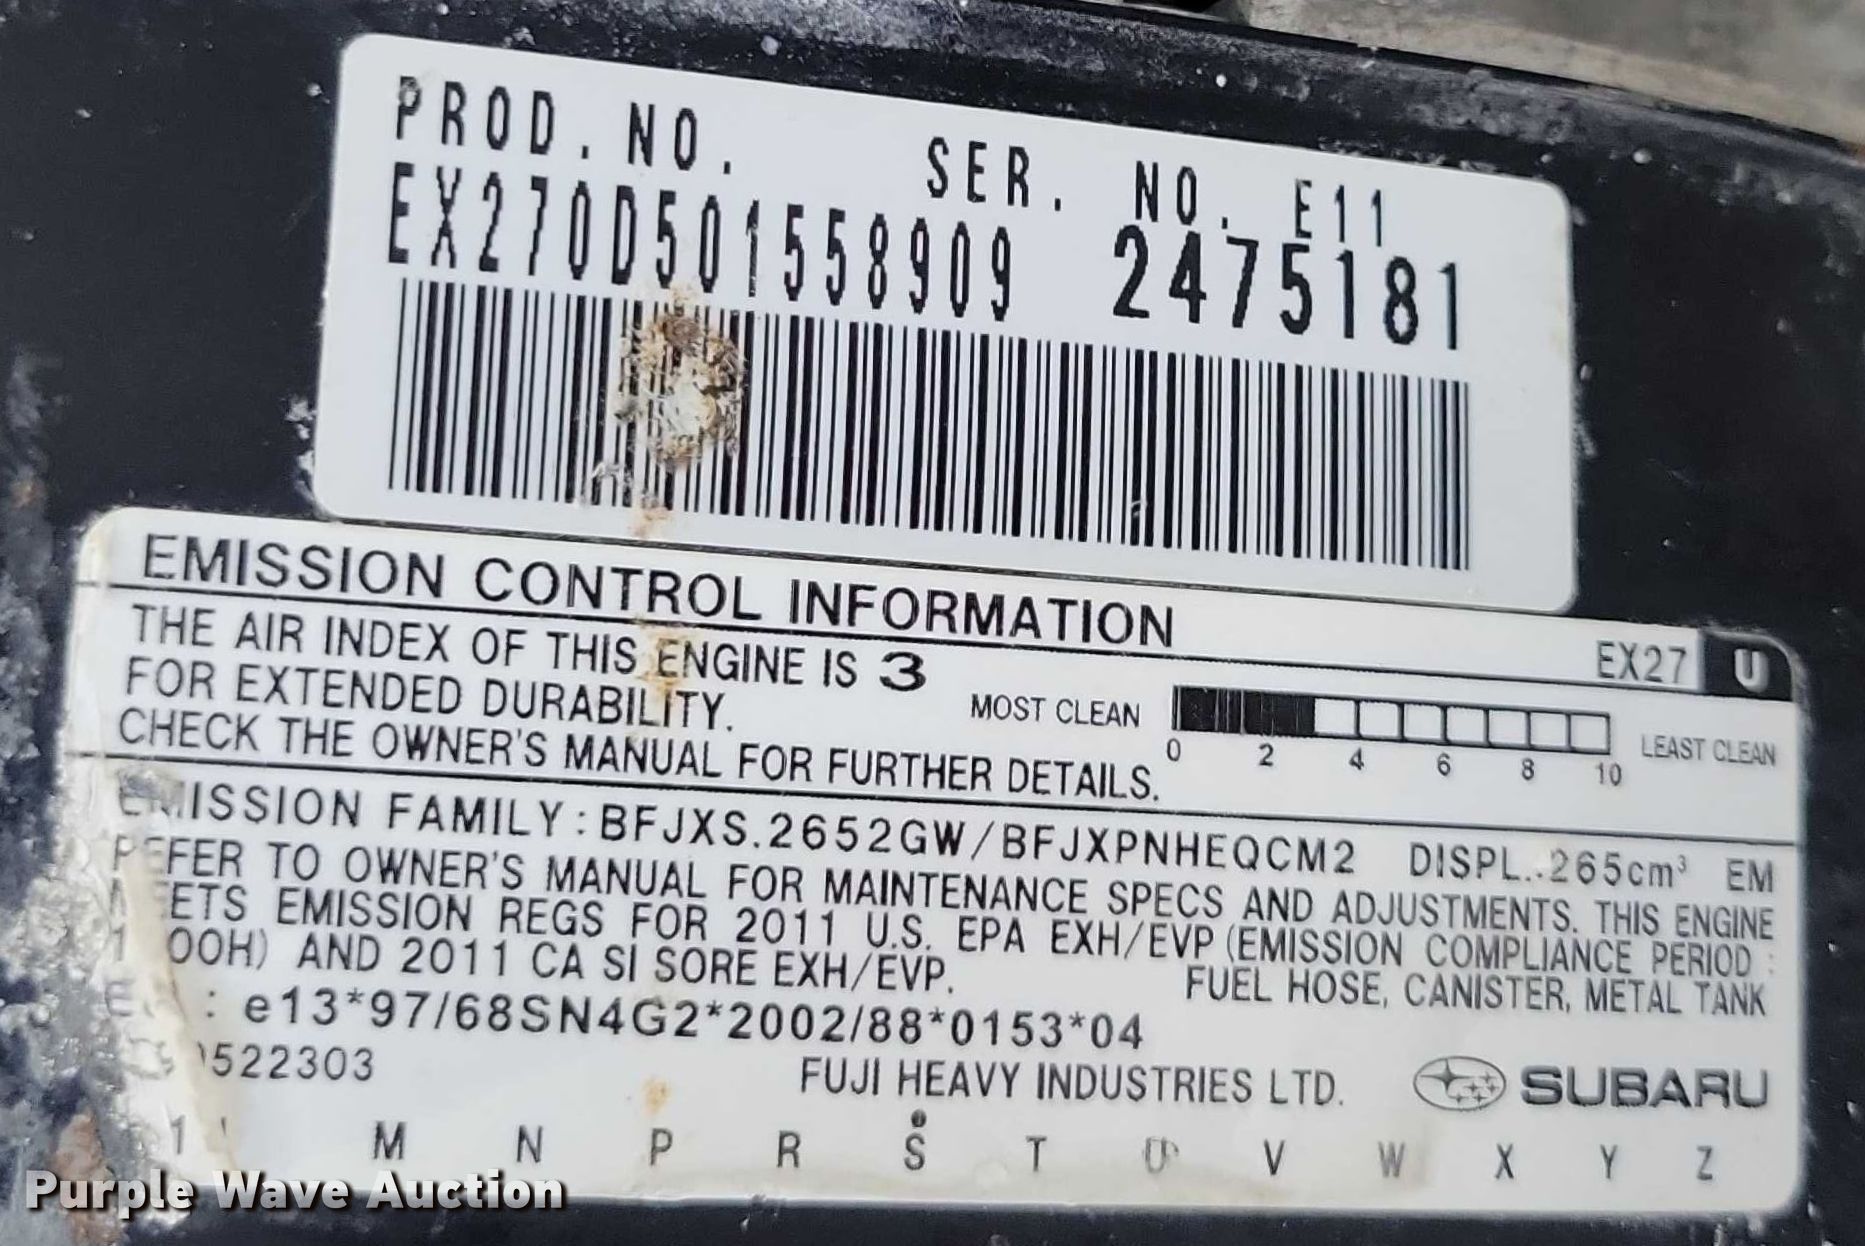 PROD. NO. SER. NO. E11
EX270D501558909 2475181
EMISSION CONTROL INFORMATION
EX27 U
THE AIR INDEX OF THIS ENGINE IS 3
FOR EXTENDED DURABILITY.
CHECK THE OWNER'S MANUAL FOR FURTHER DETAILS.
MOST CLEAN LEAST CLEAN
0 2 4 6 8 10
EMISSION FAMILY:BFJXS.2652GW/BFJXPNHEQCM2 DISPL.:265cm³ EM
REFER TO OWNER'S MANUAL FOR MAINTENANCE SPECS AND ADJUSTMENTS. THIS ENGINE
MEETS EMISSION REGS FOR 2011 U.S. EPA EXH/EVP (EMISSION COMPLIANCE PERIOD :
AND 2011 CA SI SORE EXH/EVP.
FUEL HOSE, CANISTER, METAL TANK
: e13*97/68SN4G2*2002/88*0153*04
FUJI HEAVY INDUSTRIES LTD. SUBARU
M N P R S T U V W X Y Z
Purple Wave Auction